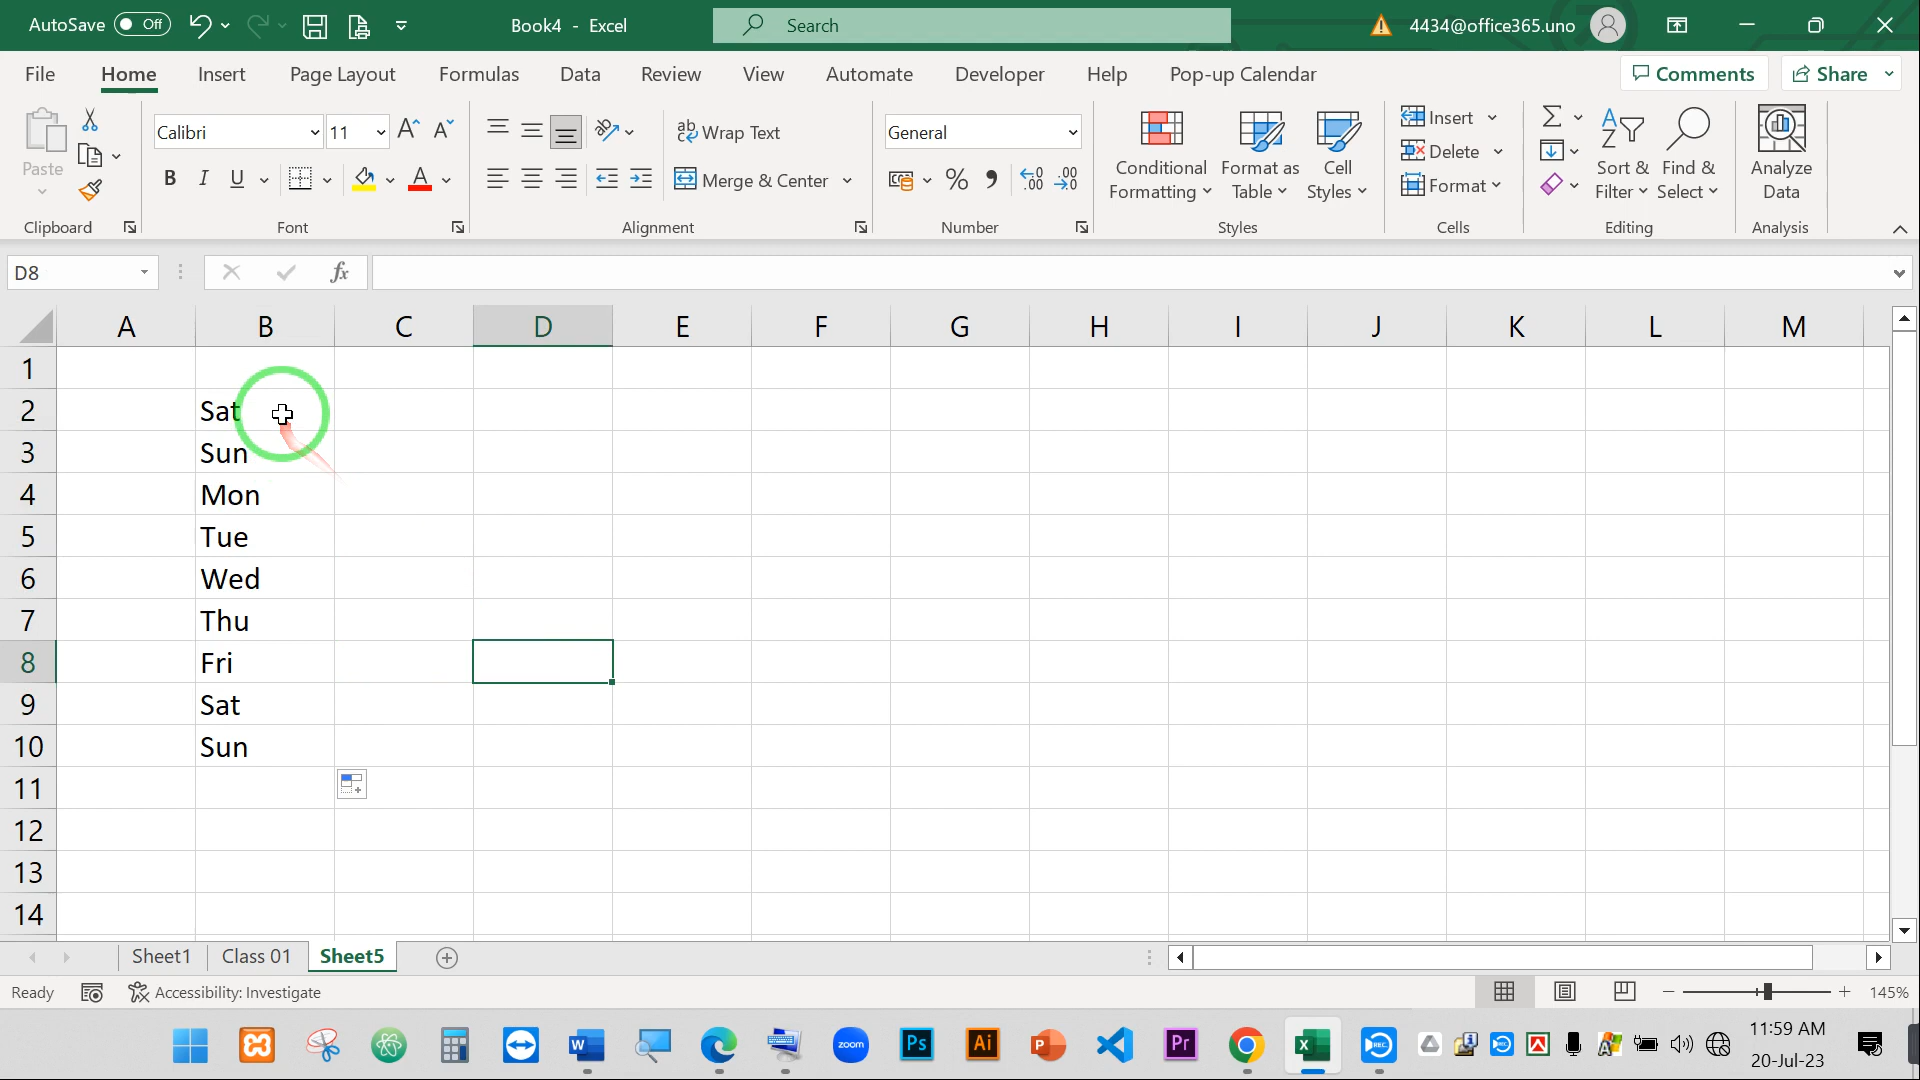 AutoSave Off Book4 - Excel Search 4434@office365.uno
File Home Insert Page Layout Formulas Data Review View Automate Developer Help Pop-up Calendar Comments Share
Paste
Calibri 11
B I U
ab Wrap Text
Merge & Center
General
% 
Conditional Formatting
Format as Table
Cell Styles
Insert
Delete
Format
Sort & Filter
Find & Select
Analyze Data
Clipboard Font Alignment Number Styles Cells Editing Analysis
D8 fx
A B C D E F G H I J K L M
1
2 Sat
3 Sun
4 Mon
5 Tue
6 Wed
7 Thu
8 Fri
9 Sat
10 Sun
11
12
13
14
Sheet1 Class 01 Sheet5
Ready Accessibility: Investigate 145%
zoom Ps Ai Pr 11:59 AM
20-Jul-23